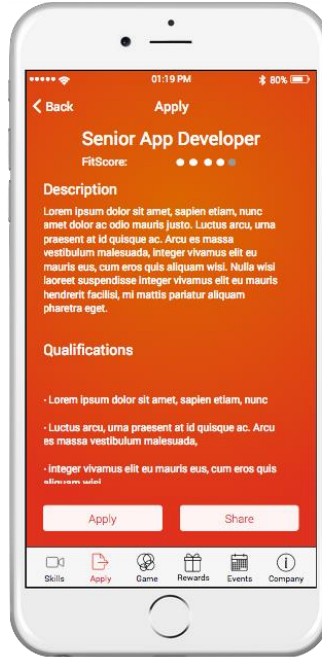 01:19 PM
80%
Back
Apply
Senior App Developer
FitScore:
Description
Lorem ipsum dolor sit amet, sapien etiam, nunc
amet dolor ac odio mauris justo. Luctus arcu, urna
praesent at id quisque ac. Arcu es massa
vestibulum malesuada, integer vivamus elit eu
mauris eus, cum eros quis aliquam wisi. Nulla wisi
laoreet suspendisse integer vivamus elit eu mauris
hendrerit facilisi, mi mattis pariatur aliquam
pharetra eget.
Qualifications
· Lorem ipsum dolor sit amet, sapien etiam, nunc
· Luctus arcu, urna praesent at id quisque ac. Arcu
es massa vestibulum malesuada,
· integer vivamus elit eu mauris eus, cum eros quis
aliquam wisi
Apply
Share
Skills
Apply
Game
Rewards
Events
Company